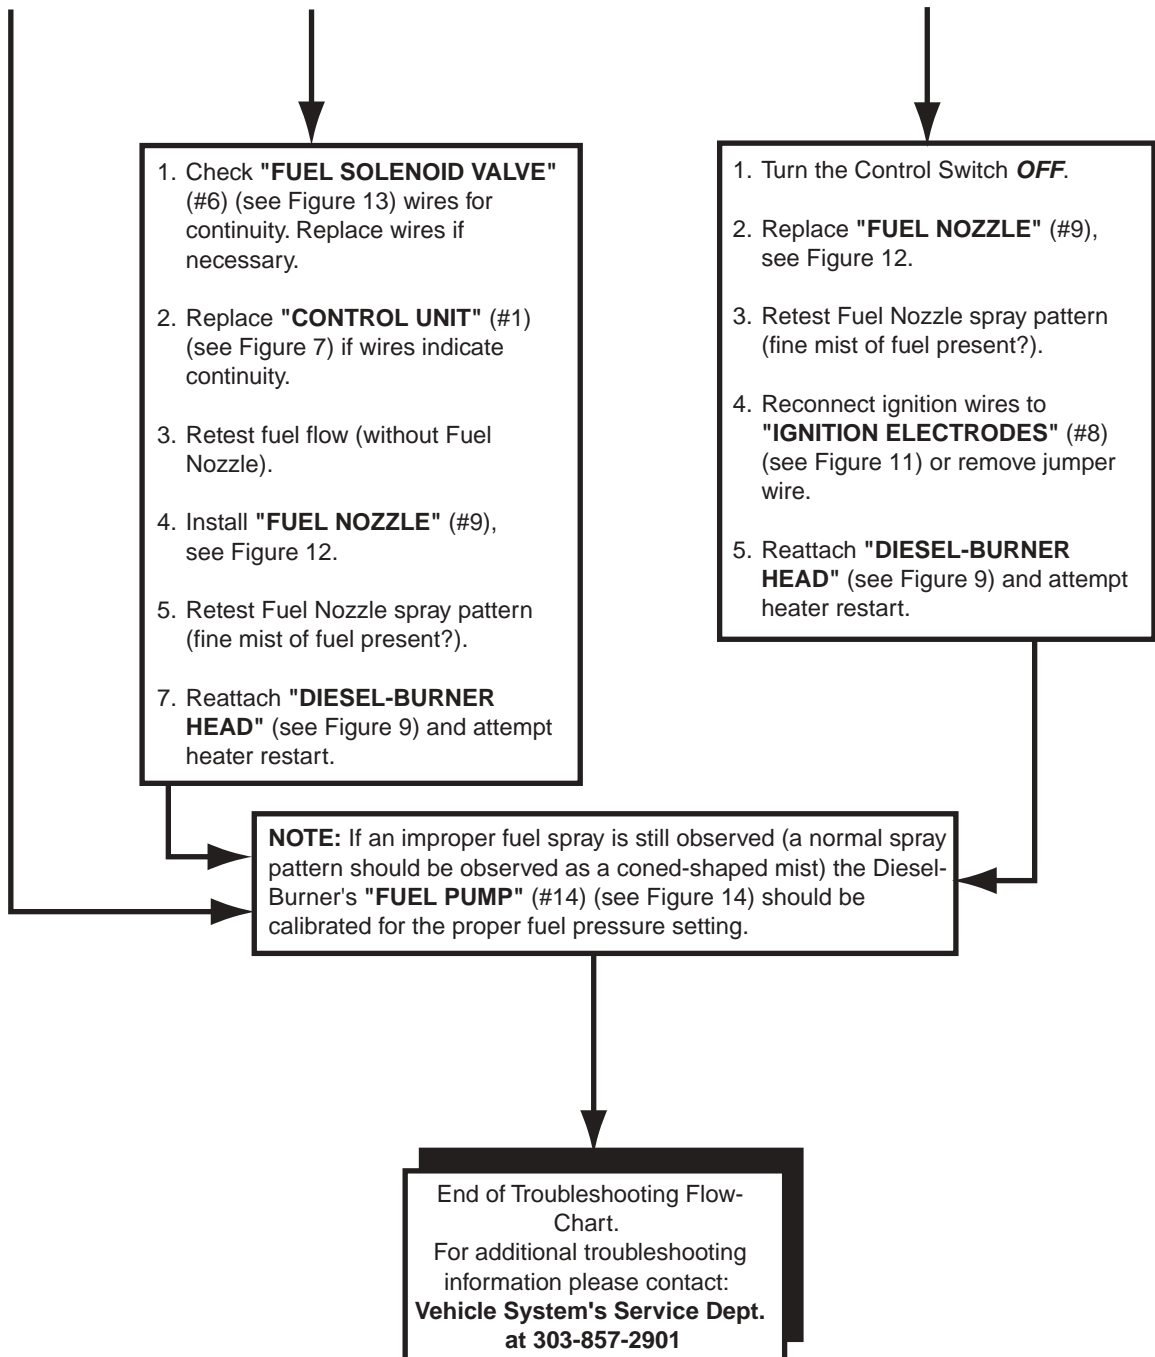 1. Check "FUEL SOLENOID VALVE"
(#6) (see Figure 13) wires for
continuity. Replace wires if
necessary.
2. Replace "CONTROL UNIT" (#1)
(see Figure 7) if wires indicate
continuity.
3. Retest fuel flow (without Fuel
Nozzle).
4. Install "FUEL NOZZLE" (#9),
see Figure 12.
5. Retest Fuel Nozzle spray pattern
(fine mist of fuel present?).
7. Reattach "DIESEL-BURNER
HEAD" (see Figure 9) and attempt
heater restart.
1. Turn the Control Switch OFF.
2. Replace "FUEL NOZZLE" (#9),
see Figure 12.
3. Retest Fuel Nozzle spray pattern
(fine mist of fuel present?).
4. Reconnect ignition wires to
"IGNITION ELECTRODES" (#8)
(see Figure 11) or remove jumper
wire.
5. Reattach "DIESEL-BURNER
HEAD" (see Figure 9) and attempt
heater restart.
NOTE: If an improper fuel spray is still observed (a normal spray
pattern should be observed as a coned-shaped mist) the Diesel-
Burner's "FUEL PUMP" (#14) (see Figure 14) should be
calibrated for the proper fuel pressure setting.
End of Troubleshooting Flow-
Chart.
For additional troubleshooting
information please contact:
Vehicle System's Service Dept.
at 303-857-2901